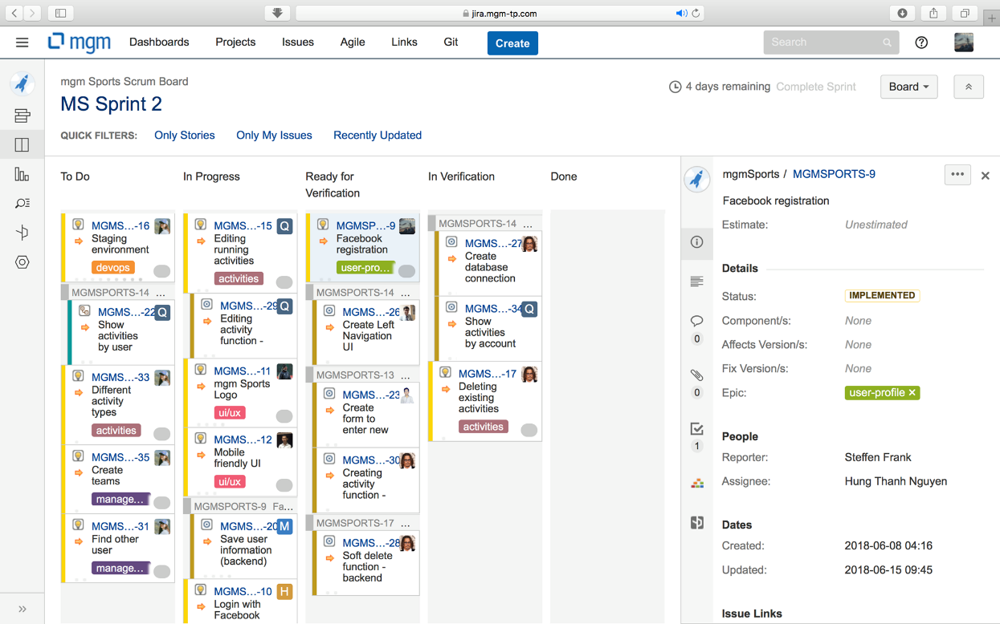 jira.mgm-tp.com
mgm
Dashboards
Projects
Issues
Agile
Links
Git
Create
Search
mgm Sports Scrum Board
MS Sprint 2
4 days remaining
Complete Sprint
Board
QUICK FILTERS:
Only Stories
Only My Issues
Recently Updated
To Do
MGMS...-16
Staging
environment
devops
MGMSPORTS-14 ...
MGMS...-22
Q
Show
activities
by user
MGMS...-33
Different
activity
types
activities
MGMS...-35
Create
teams
manage...
MGMS...-31
Find other
user
manage...
In Progress
MGMS...-15
Q
Editing
running
activities
activities
MGMS...-29
Q
Editing
activity
function -
MGMS...-11
mgm Sports
Logo
ui/ux
MGMS...-12
Mobile
friendly UI
ui/ux
MGMSPORTS-9 Fa...
MGMS...-20
M
Save user
information
(backend)
MGMS...-10
H
Login with
Facebook
Ready for
Verification
MGMSP...-9
Facebook
registration
user-pro...
MGMSPORTS-14 ...
MGMS...-26
Create Left
Navigation
UI
MGMSPORTS-13 ...
MGMS...-23
Create
form to
enter new
MGMS...-30
Creating
activity
function -
MGMSPORTS-17 ...
MGMS...-28
Soft delete
function -
backend
In Verification
MGMSPORTS-14 ...
MGMS...-27
Create
database
connection
MGMS...-34
Q
Show
activities
by account
MGMS...-17
Deleting
existing
activities
activities
Done
mgmSports / MGMSPORTS-9
Facebook registration
Estimate: Unestimated
Details
Status: IMPLEMENTED
Component/s: None
Affects Version/s: None
0
Fix Version/s: None
Epic: user-profile ×
0
People
1
Reporter: Steffen Frank
Assignee: Hung Thanh Nguyen
Dates
Created: 2018-06-08 04:16
Updated: 2018-06-15 09:45
Issue Links